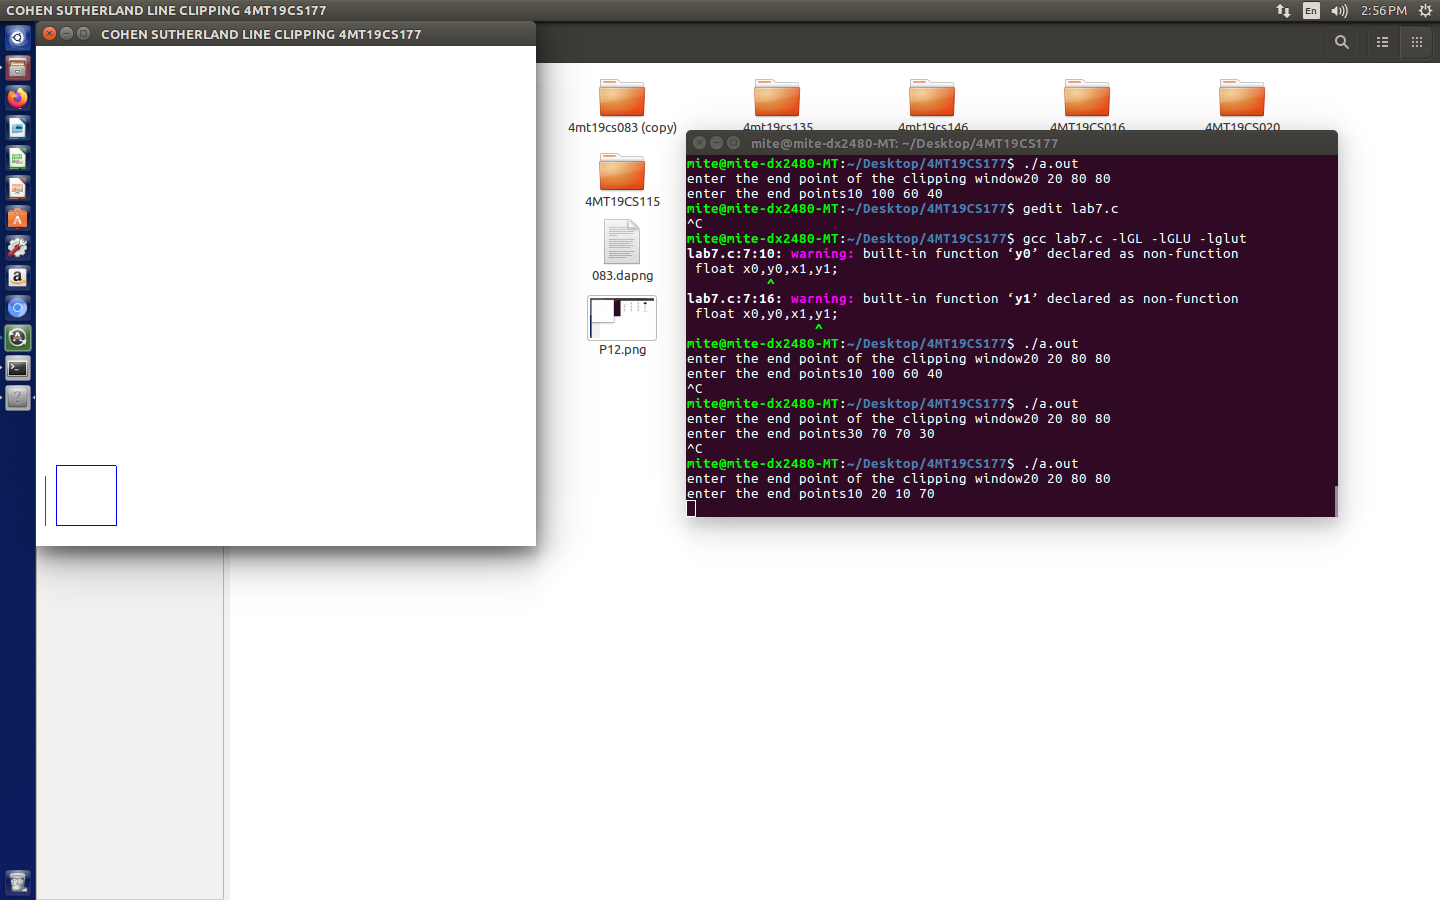 COHEN SUTHERLAND LINE CLIPPING 4MT19CS177
En
2:56 PM
COHEN SUTHERLAND LINE CLIPPING 4MT19CS177
4mt19cs083 (copy)
4mt19cs135
4mt19cs146
4MT19CS016
4MT19CS020
4MT19CS115
083.dapng
P12.png
mite@mite-dx2480-MT: ~/Desktop/4MT19CS177
mite@mite-dx2480-MT:~/Desktop/4MT19CS177$ ./a.out
enter the end point of the clipping window20 20 80 80
enter the end points10 100 60 40
mite@mite-dx2480-MT:~/Desktop/4MT19CS177$ gedit lab7.c
^C
mite@mite-dx2480-MT:~/Desktop/4MT19CS177$ gcc lab7.c -lGL -lGLU -lglut
lab7.c:7:10: warning: built-in function ‘y0’ declared as non-function
float x0,y0,x1,y1;
^
lab7.c:7:16: warning: built-in function ‘y1’ declared as non-function
float x0,y0,x1,y1;
^
mite@mite-dx2480-MT:~/Desktop/4MT19CS177$ ./a.out
enter the end point of the clipping window20 20 80 80
enter the end points10 100 60 40
^C
mite@mite-dx2480-MT:~/Desktop/4MT19CS177$ ./a.out
enter the end point of the clipping window20 20 80 80
enter the end points30 70 70 30
^C
mite@mite-dx2480-MT:~/Desktop/4MT19CS177$ ./a.out
enter the end point of the clipping window20 20 80 80
enter the end points10 20 10 70